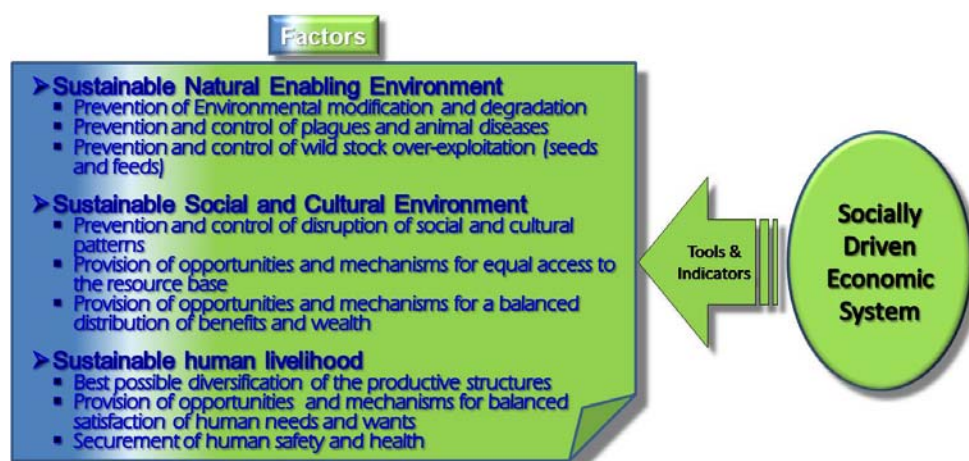 Factors
➤Sustainable Natural Enabling Environment
▪ Prevention of Environmental modification and degradation
▪ Prevention and control of plagues and animal diseases
▪ Prevention and control of wild stock over-exploitation (seeds
and feeds)
➤Sustainable Social and Cultural Environment
▪ Prevention and control of disruption of social and cultural
patterns
▪ Provision of opportunities and mechanisms for equal access to
the resource base
▪ Provision of opportunities and mechanisms for a balanced
distribution of benefits and wealth
➤Sustainable human livelihood
▪ Best possible diversification of the productive structures
▪ Provision of opportunities and mechanisms for balanced
satisfaction of human needs and wants
▪ Securement of human safety and health
Tools &
Indicators
Socially
Driven
Economic
System